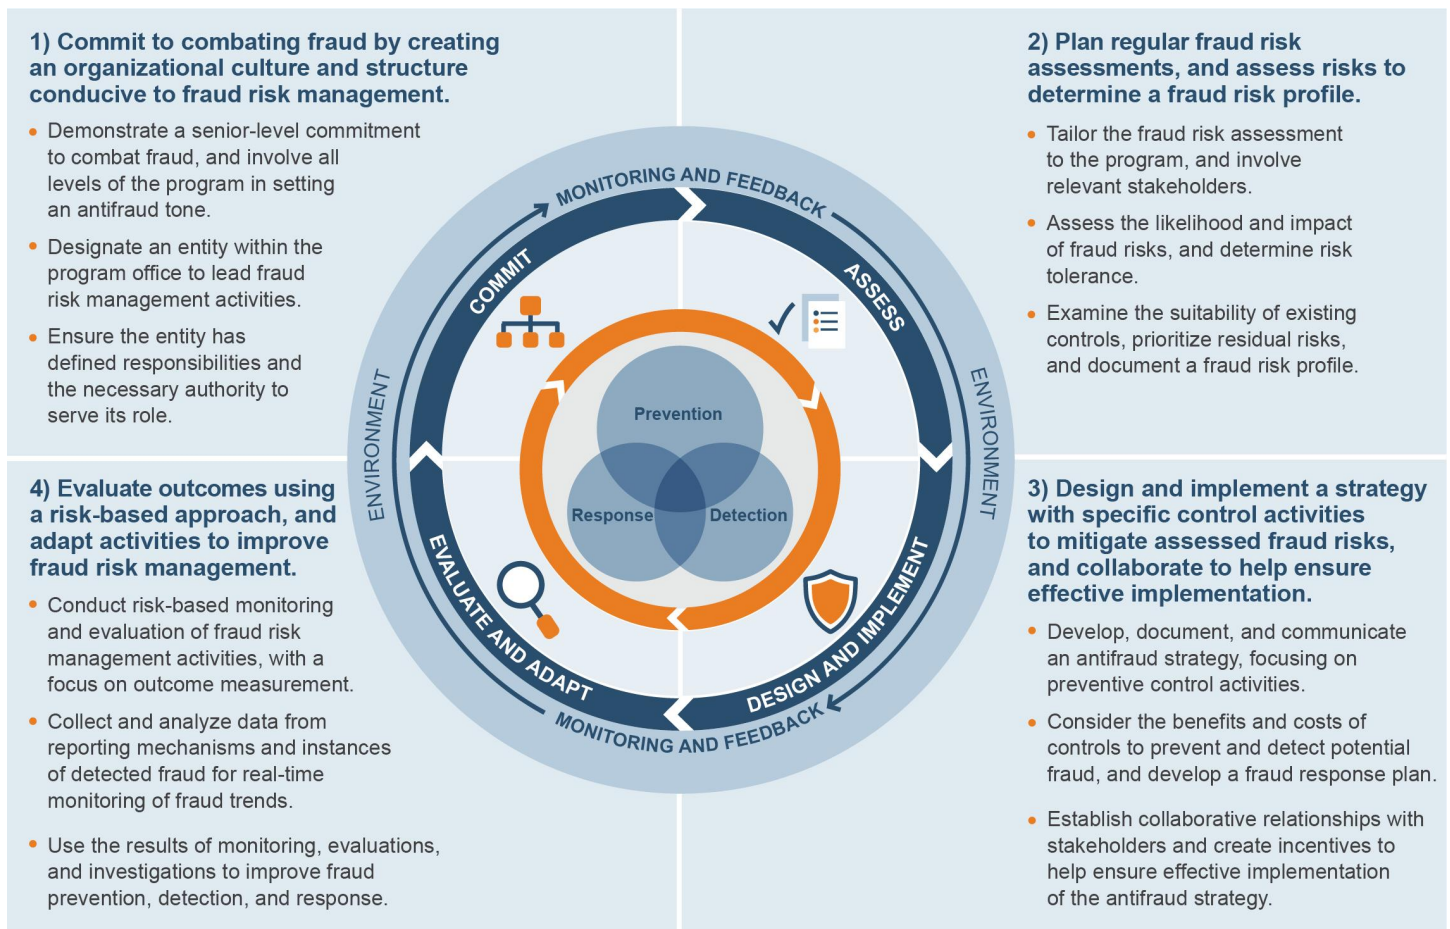 1) Commit to combating fraud by creating
an organizational culture and structure
conducive to fraud risk management.
• Demonstrate a senior-level commitment
to combat fraud, and involve all
levels of the program in setting
an antifraud tone.
• Designate an entity within the
program office to lead fraud
risk management activities.
• Ensure the entity has
defined responsibilities and
the necessary authority to
serve its role.
2) Plan regular fraud risk
assessments, and assess risks to
determine a fraud risk profile.
• Tailor the fraud risk assessment
to the program, and involve
relevant stakeholders.
• Assess the likelihood and impact
of fraud risks, and determine risk
tolerance.
• Examine the suitability of existing
controls, prioritize residual risks,
and document a fraud risk profile.
MONITORING AND FEEDBACK
COMMIT
ASSESS
ENVIRONMENT
ENVIRONMENT
Prevention
Response
Detection
EVALUATE AND ADAPT
DESIGN AND IMPLEMENT
MONITORING AND FEEDBACK
4) Evaluate outcomes using
a risk-based approach, and
adapt activities to improve
fraud risk management.
• Conduct risk-based monitoring
and evaluation of fraud risk
management activities, with a
focus on outcome measurement.
• Collect and analyze data from
reporting mechanisms and instances
of detected fraud for real-time
monitoring of fraud trends.
• Use the results of monitoring, evaluations,
and investigations to improve fraud
prevention, detection, and response.
3) Design and implement a strategy
with specific control activities
to mitigate assessed fraud risks,
and collaborate to help ensure
effective implementation.
• Develop, document, and communicate
an antifraud strategy, focusing on
preventive control activities.
• Consider the benefits and costs of
controls to prevent and detect potential
fraud, and develop a fraud response plan.
• Establish collaborative relationships with
stakeholders and create incentives to
help ensure effective implementation
of the antifraud strategy.